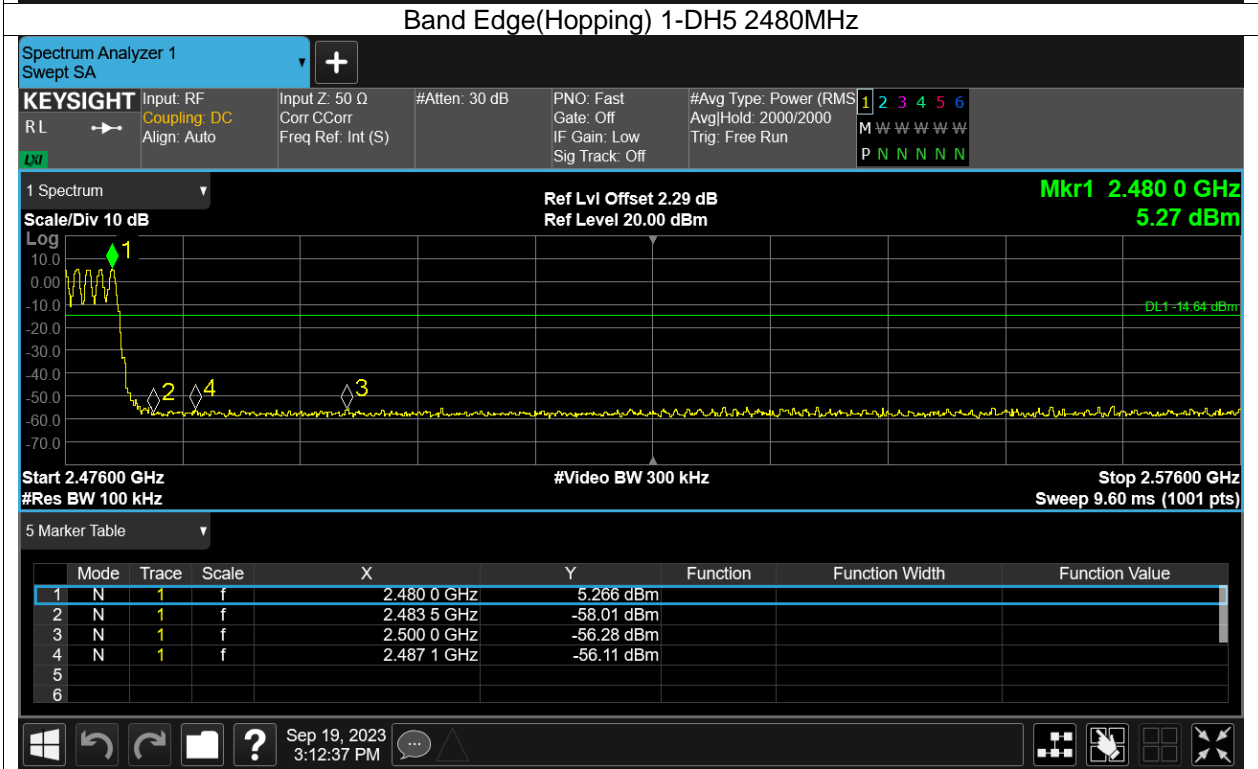 Band Edge(Hopping) 1-DH5 2480MHz
Spectrum Analyzer 1
Swept SA
KEYSIGHT Input: RF Input Z: 50 Ω #Atten: 30 dB PNO: Fast #Avg Type: Power (RMS 1 2 3 4 5 6
R L Coupling: DC Corr CCorr Gate: Off Avg|Hold: 2000/2000 M W W W W W
Align: Auto Freq Ref: Int (S) IF Gain: Low Trig: Free Run
LXI Sig Track: Off P N N N N N
1 Spectrum Ref Lvl Offset 2.29 dB Mkr1 2.480 0 GHz
Scale/Div 10 dB Ref Level 20.00 dBm 5.27 dBm
Log 1
10.0
0.00
-10.0 DL1 -14.64 dBm
-20.0
-30.0
-40.0
2 4 3
-50.0
-60.0
-70.0
Start 2.47600 GHz #Video BW 300 kHz Stop 2.57600 GHz
#Res BW 100 kHz Sweep 9.60 ms (1001 pts)
5 Marker Table
Mode Trace Scale X Y Function Function Width Function Value
1 N 1 f 2.480 0 GHz 5.266 dBm
2 N 1 f 2.483 5 GHz -58.01 dBm
3 N 1 f 2.500 0 GHz -56.28 dBm
4 N 1 f 2.487 1 GHz -56.11 dBm
5
6
? Sep 19, 2023
3:12:37 PM